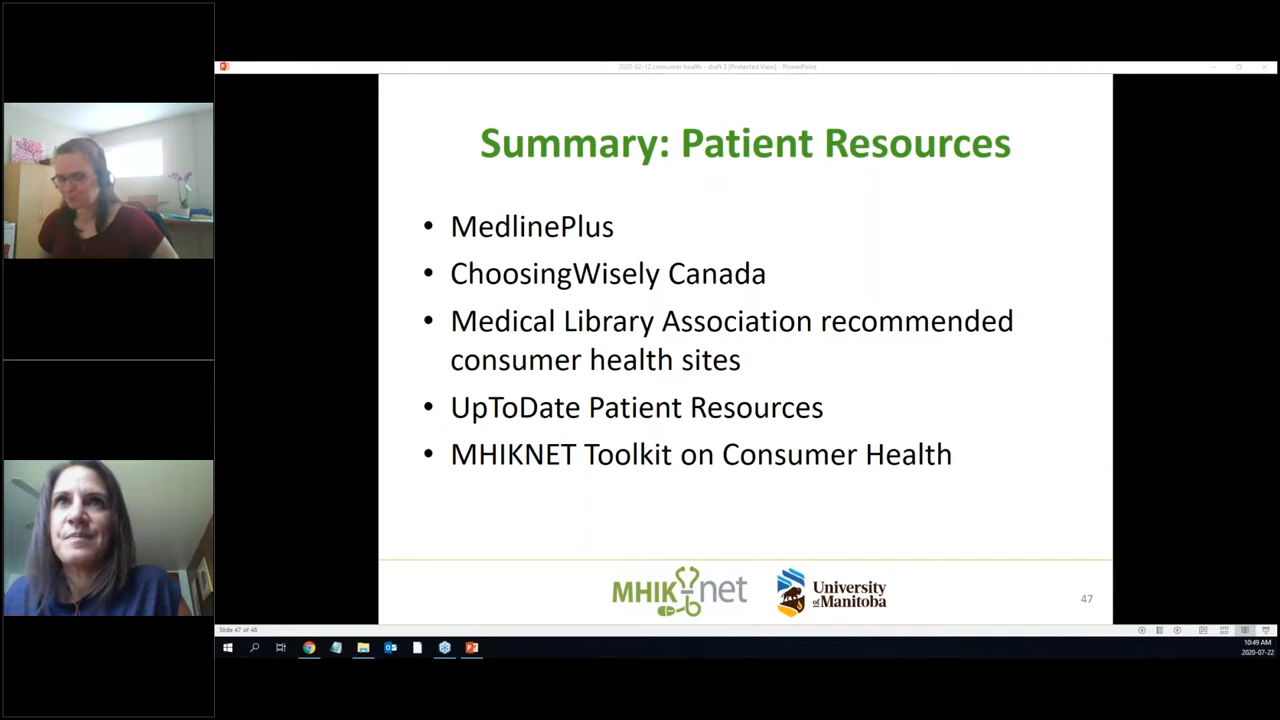 2020-02-12 consumer health - draft 3 [Protected View] - PowerPoint
Summary: Patient Resources
• MedlinePlus
• ChoosingWisely Canada
• Medical Library Association recommended
consumer health sites
• UpToDate Patient Resources
• MHIKNET Toolkit on Consumer Health
MHIKnet
University
of Manitoba
47
Slide 47 of 48
10:49 AM
2020-07-22